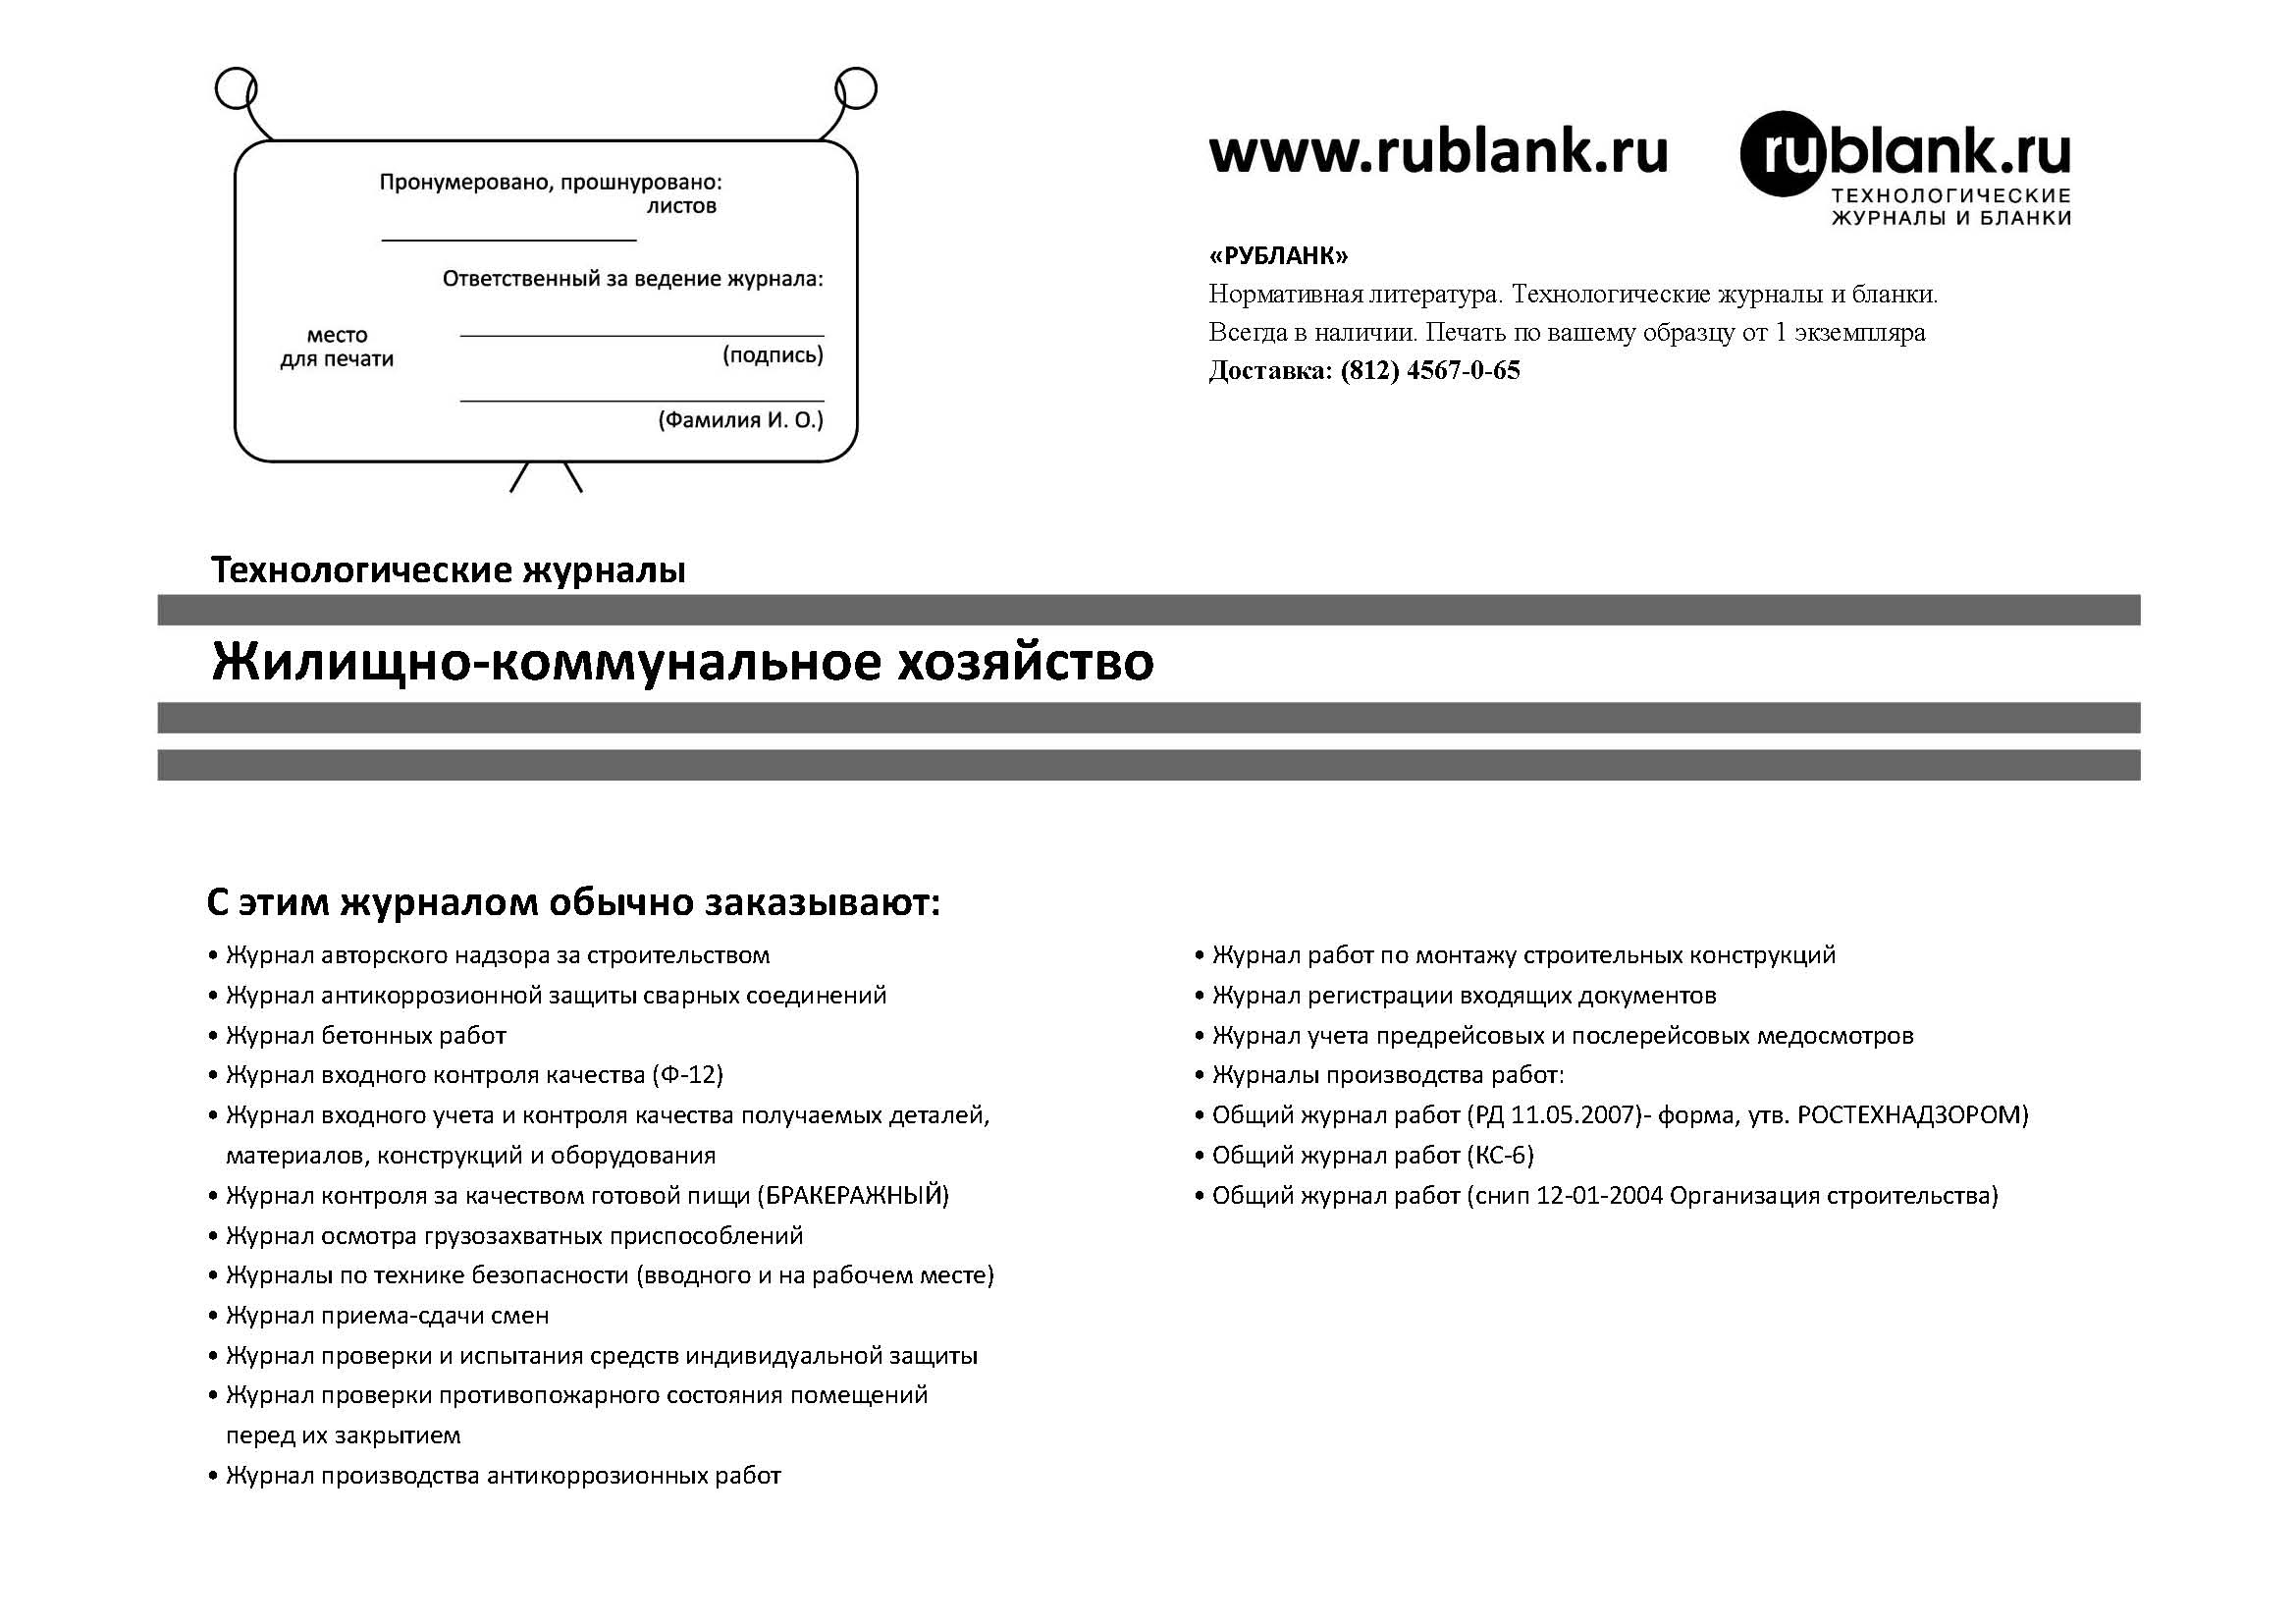 Пронумеровано, прошнуровано:
листов
Ответственный за ведение журнала:
место
для печати
(подпись)
(Фамилия И. О.)
www.rublank.ru
rublank.ru
ТЕХНОЛОГИЧЕСКИЕ
ЖУРНАЛЫ И БЛАНКИ
«РУБЛАНК»
Нормативная литература. Технологические журналы и бланки.
Всегда в наличии. Печать по вашему образцу от 1 экземпляра
Доставка: (812) 4567-0-65
Технологические журналы
Жилищно-коммунальное хозяйство
С этим журналом обычно заказывают:
• Журнал авторского надзора за строительством
• Журнал антикоррозионной защиты сварных соединений
• Журнал бетонных работ
• Журнал входного контроля качества (Ф-12)
• Журнал входного учета и контроля качества получаемых деталей,
материалов, конструкций и оборудования
• Журнал контроля за качеством готовой пищи (БРАКЕРАЖНЫЙ)
• Журнал осмотра грузозахватных приспособлений
• Журналы по технике безопасности (вводного и на рабочем месте)
• Журнал приема-сдачи смен
• Журнал проверки и испытания средств индивидуальной защиты
• Журнал проверки противопожарного состояния помещений
перед их закрытием
• Журнал производства антикоррозионных работ
• Журнал работ по монтажу строительных конструкций
• Журнал регистрации входящих документов
• Журнал учета предрейсовых и послерейсовых медосмотров
• Журналы производства работ:
• Общий журнал работ (РД 11.05.2007)- форма, утв. РОСТЕХНАДЗОРОМ)
• Общий журнал работ (КС-6)
• Общий журнал работ (снип 12-01-2004 Организация строительства)